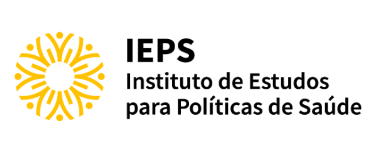 IEPS
Instituto de Estudos
para Políticas de Saúde